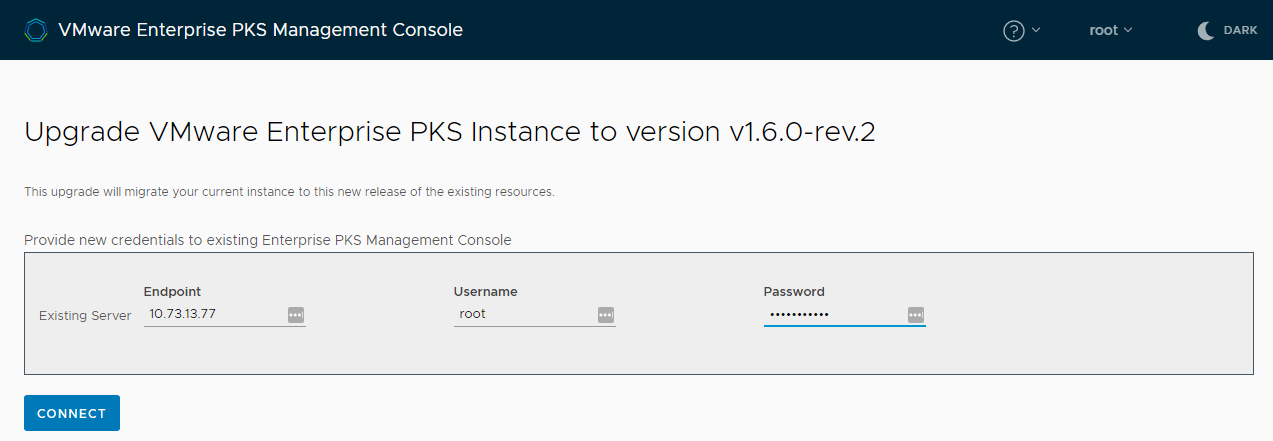 VMware Enterprise PKS Management Console
? root DARK
Upgrade VMware Enterprise PKS Instance to version v1.6.0-rev.2
This upgrade will migrate your current instance to this new release of the existing resources.
Provide new credentials to existing Enterprise PKS Management Console
Endpoint Username Password
Existing Server 10.73.13.77 root •••••••••••
CONNECT